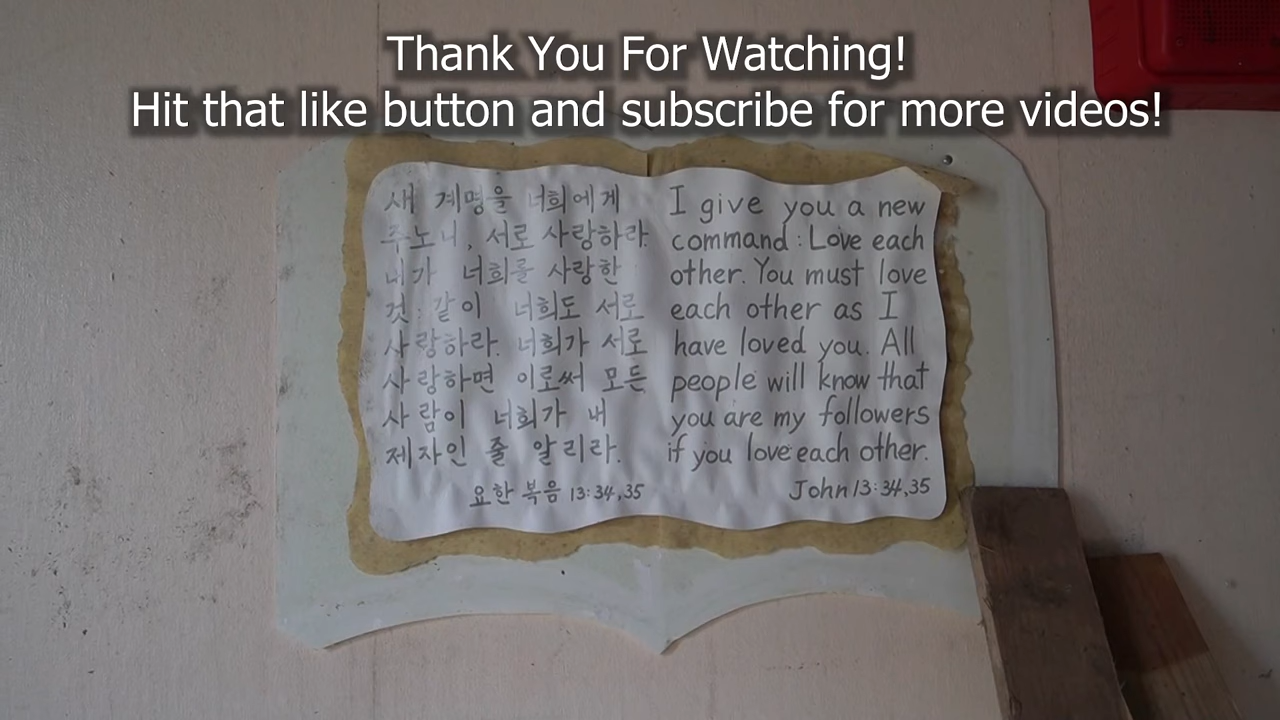 Thank You For Watching!
Hit that like button and subscribe for more videos!
새 계명을 너희에게
주노니, 서로 사랑하라.
내가 너희를 사랑한
것 같이 너희도 서로
사랑하라. 너희가 서로
사랑하면 이로써 모든
사람이 너희가 내
제자인 줄 알리라.
요한 복음 13:34,35
I give you a new
command: Love each
other. You must love
each other as I
have loved you. All
people will know that
you are my followers
if you love each other.
John 13:34,35